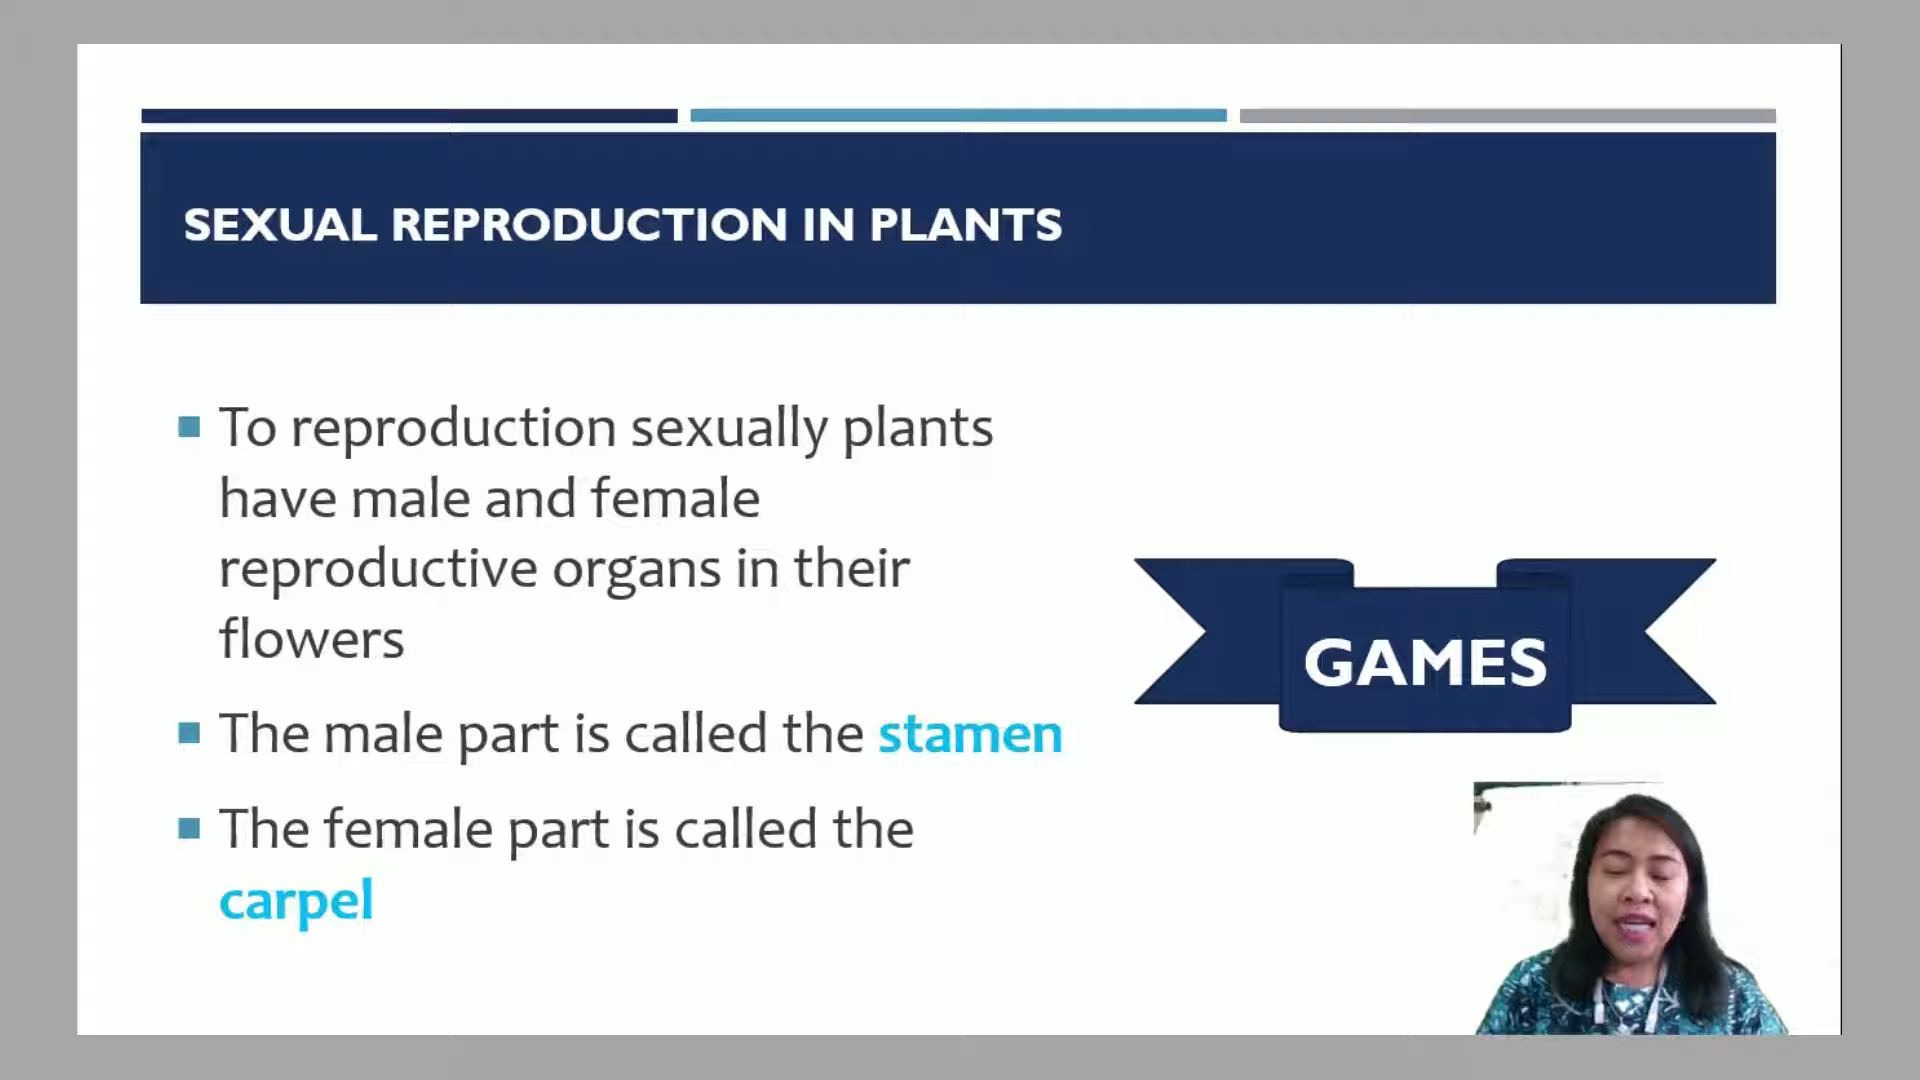 SEXUAL REPRODUCTION IN PLANTS
To reproduction sexually plants
have male and female
reproductive organs in their
flowers
The male part is called the stamen
The female part is called the
carpel
GAMES